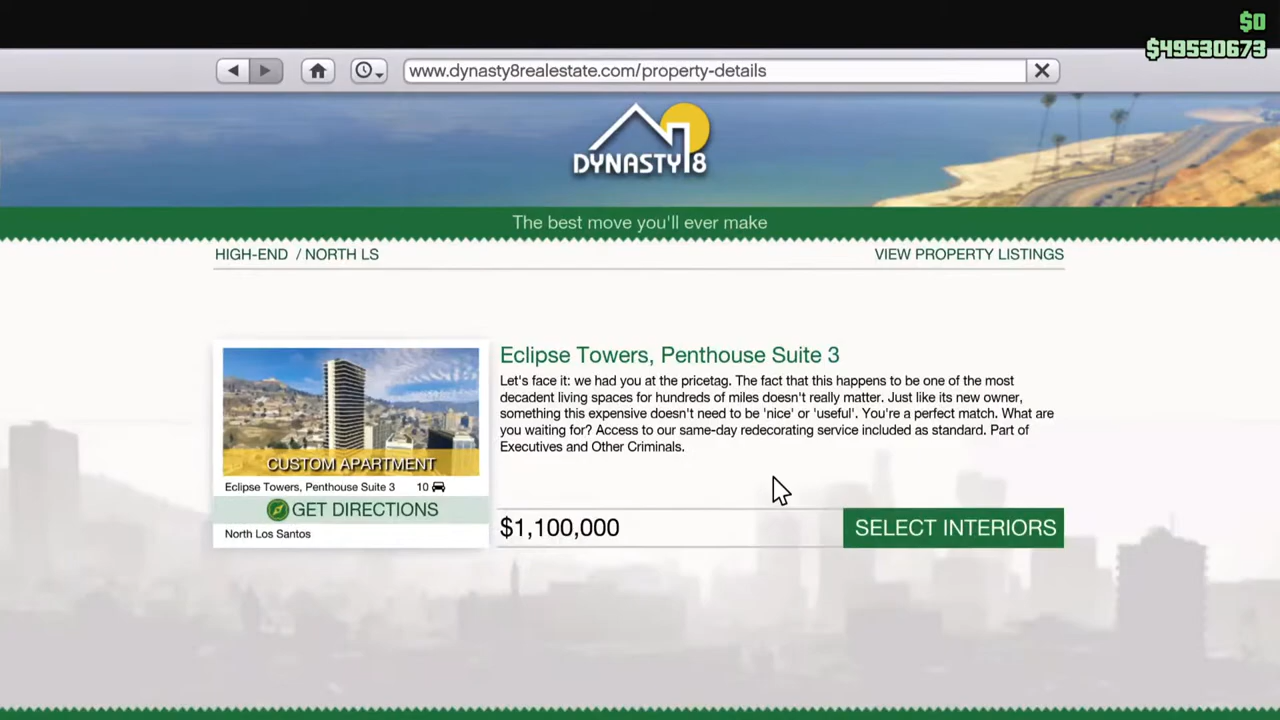 $0
$49530673
www.dynasty8realestate.com/property-details
DYNASTY 8
The best move you'll ever make
HIGH-END / NORTH LS
VIEW PROPERTY LISTINGS
Eclipse Towers, Penthouse Suite 3
Let's face it: we had you at the pricetag. The fact that this happens to be one of the most
decadent living spaces for hundreds of miles doesn't really matter. Just like its new owner,
something this expensive doesn't need to be 'nice' or 'useful'. You're a perfect match. What are
you waiting for? Access to our same-day redecorating service included as standard. Part of
Executives and Other Criminals.
CUSTOM APARTMENT
Eclipse Towers, Penthouse Suite 3 10
GET DIRECTIONS
North Los Santos
$1,100,000
SELECT INTERIORS